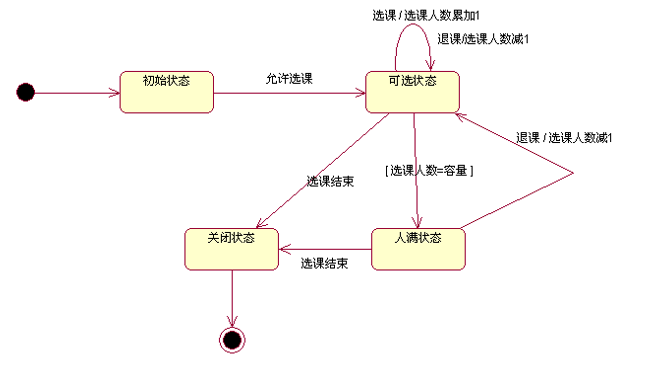 选课 / 选课人数累加1
退课/选课人数减1
初始状态
允许选课
可选状态
退课 / 选课人数减1
[ 选课人数=容量 ]
选课结束
关闭状态
人满状态
选课结束